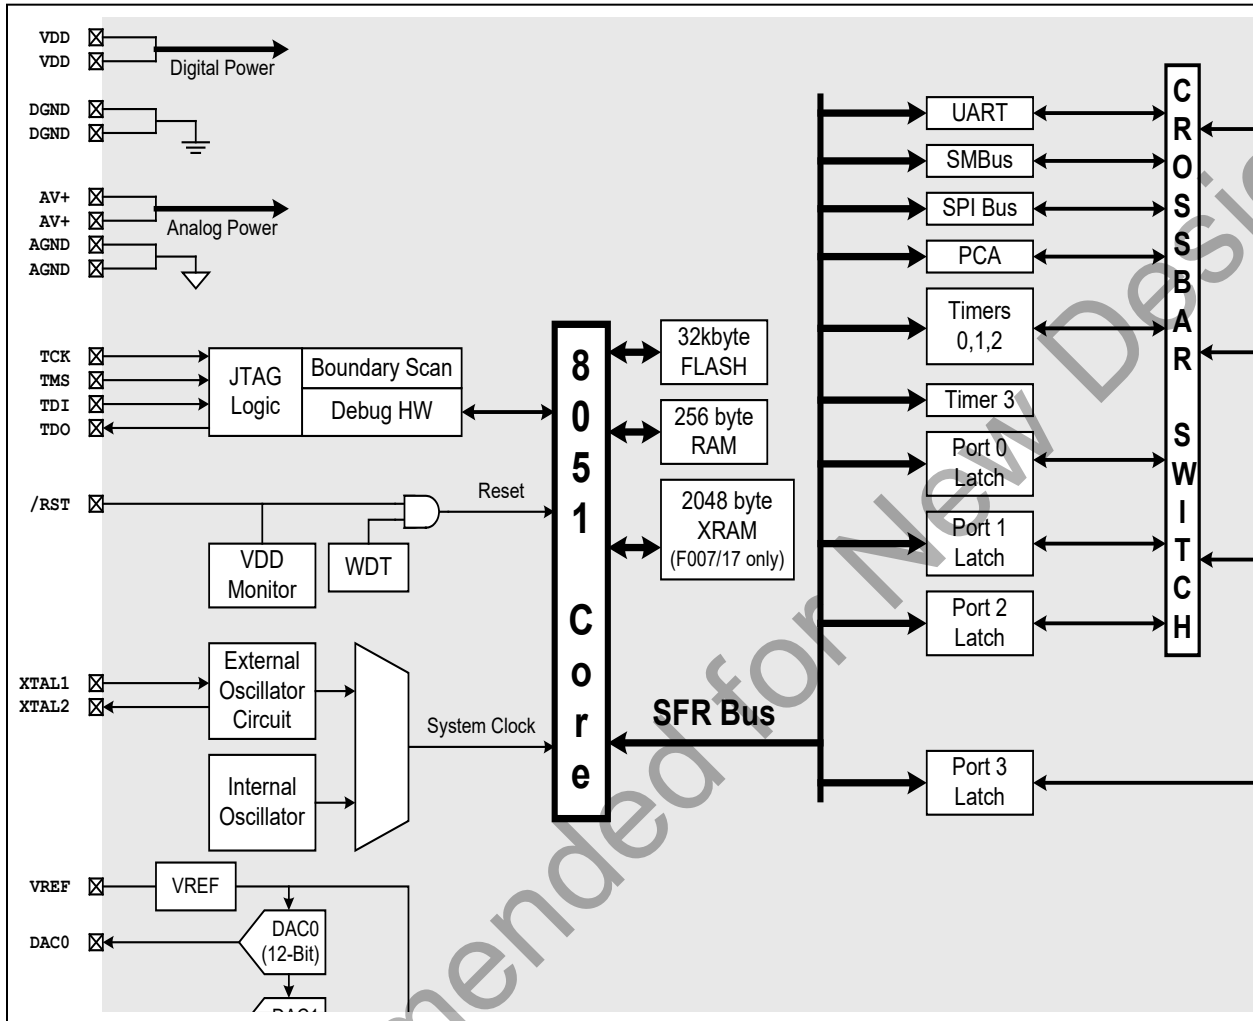 VDD
VDD
Digital Power
DGND
DGND
AV+
AV+
Analog Power
AGND
AGND
TCK
TMS
TDI
TDO
JTAG
Logic
Boundary Scan
Debug HW
/RST
Reset
VDD
Monitor
WDT
XTAL1
XTAL2
External
Oscillator
Circuit
System Clock
Internal
Oscillator
VREF
VREF
DAC0
DAC0
(12-Bit)
8051 Core
32kbyte
FLASH
256 byte
RAM
2048 byte
XRAM
(F007/17 only)
SFR Bus
UART
SMBus
SPI Bus
PCA
Timers
0,1,2
Timer 3
Port 0
Latch
Port 1
Latch
Port 2
Latch
Port 3
Latch
CROSSBAR SWITCH
mended for New Desig